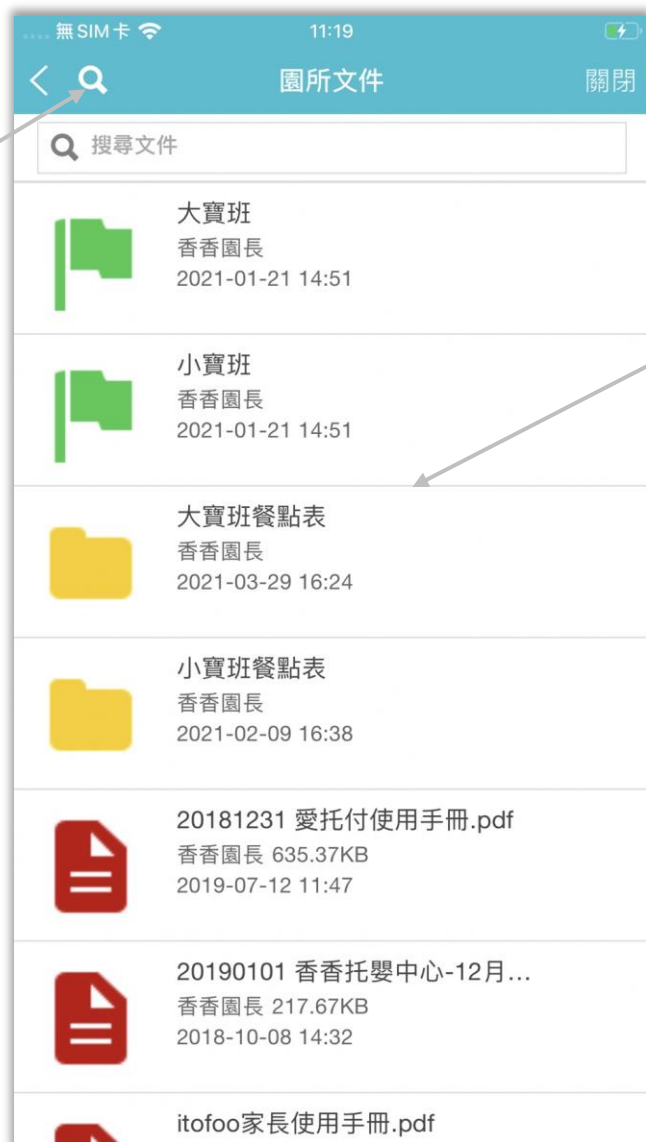 無SIM卡
11:19
園所文件
關閉
搜尋文件
大寶班
香香園長
2021-01-21 14:51
小寶班
香香園長
2021-01-21 14:51
大寶班餐點表
香香園長
2021-03-29 16:24
小寶班餐點表
香香園長
2021-02-09 16:38
20181231 愛托付使用手冊.pdf
香香園長 635.37KB
2019-07-12 11:47
20190101 香香托嬰中心-12月...
香香園長 217.67KB
2018-10-08 14:32
itofoo家長使用手冊.pdf